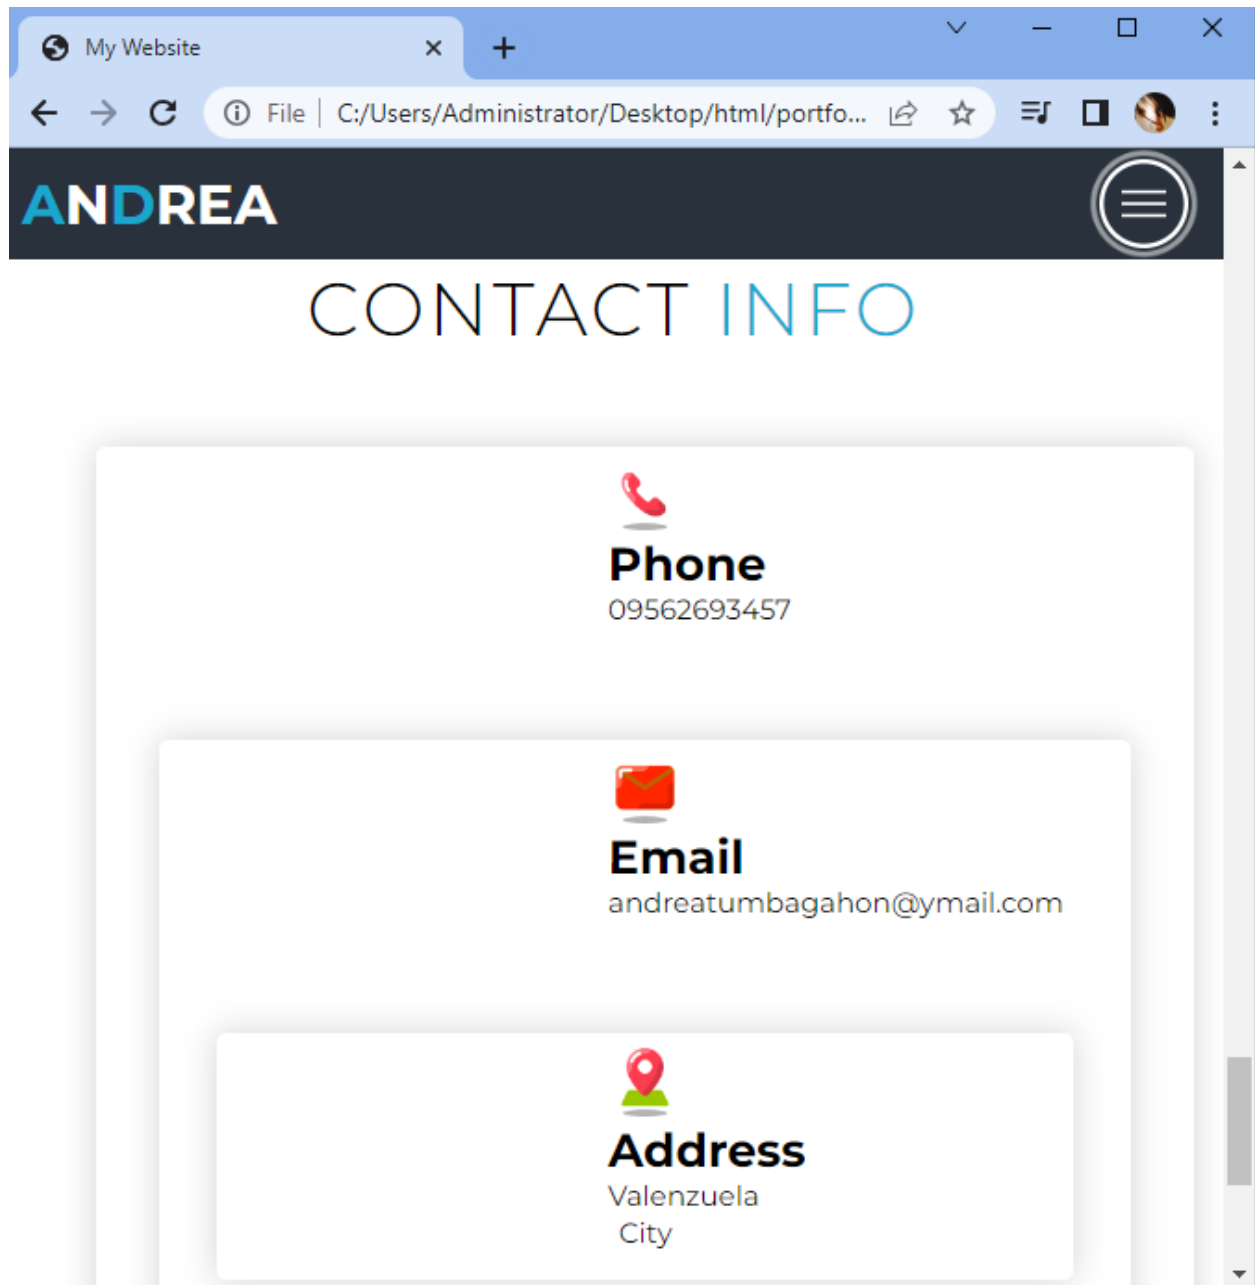 My Website
File C:/Users/Administrator/Desktop/html/portfo...
ANDREA
CONTACT INFO
Phone
09562693457
Email
andreatumbagahon@ymail.com
Address
Valenzuela
City